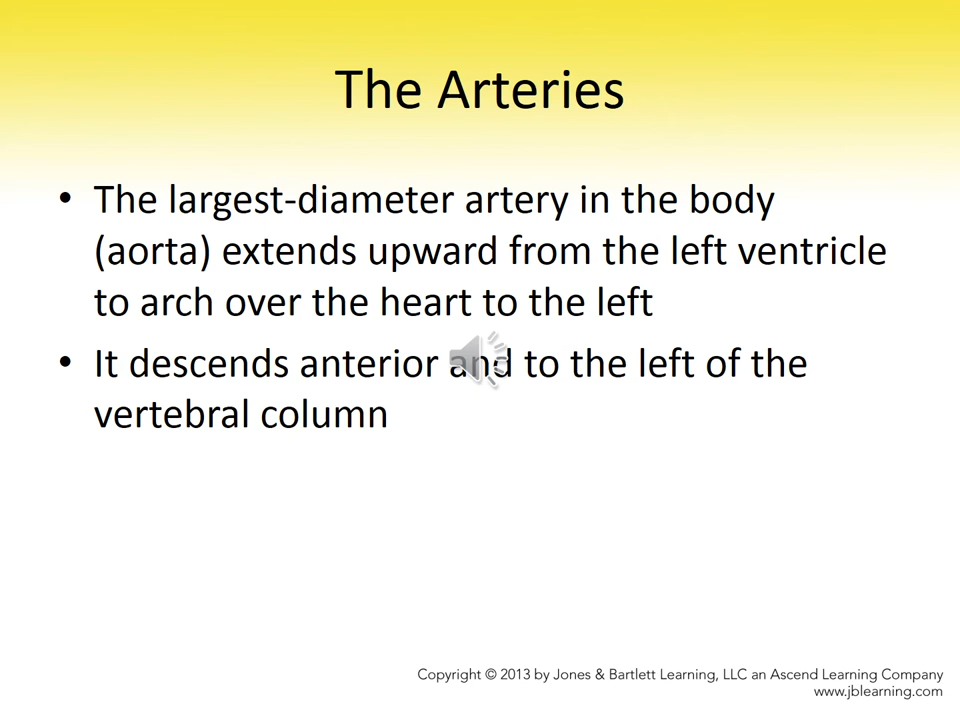 The Arteries
• The largest-diameter artery in the body
(aorta) extends upward from the left ventricle
to arch over the heart to the left
• It descends anterior and to the left of the
vertebral column
Copyright © 2013 by Jones & Bartlett Learning, LLC an Ascend Learning Company
www.jblearning.com